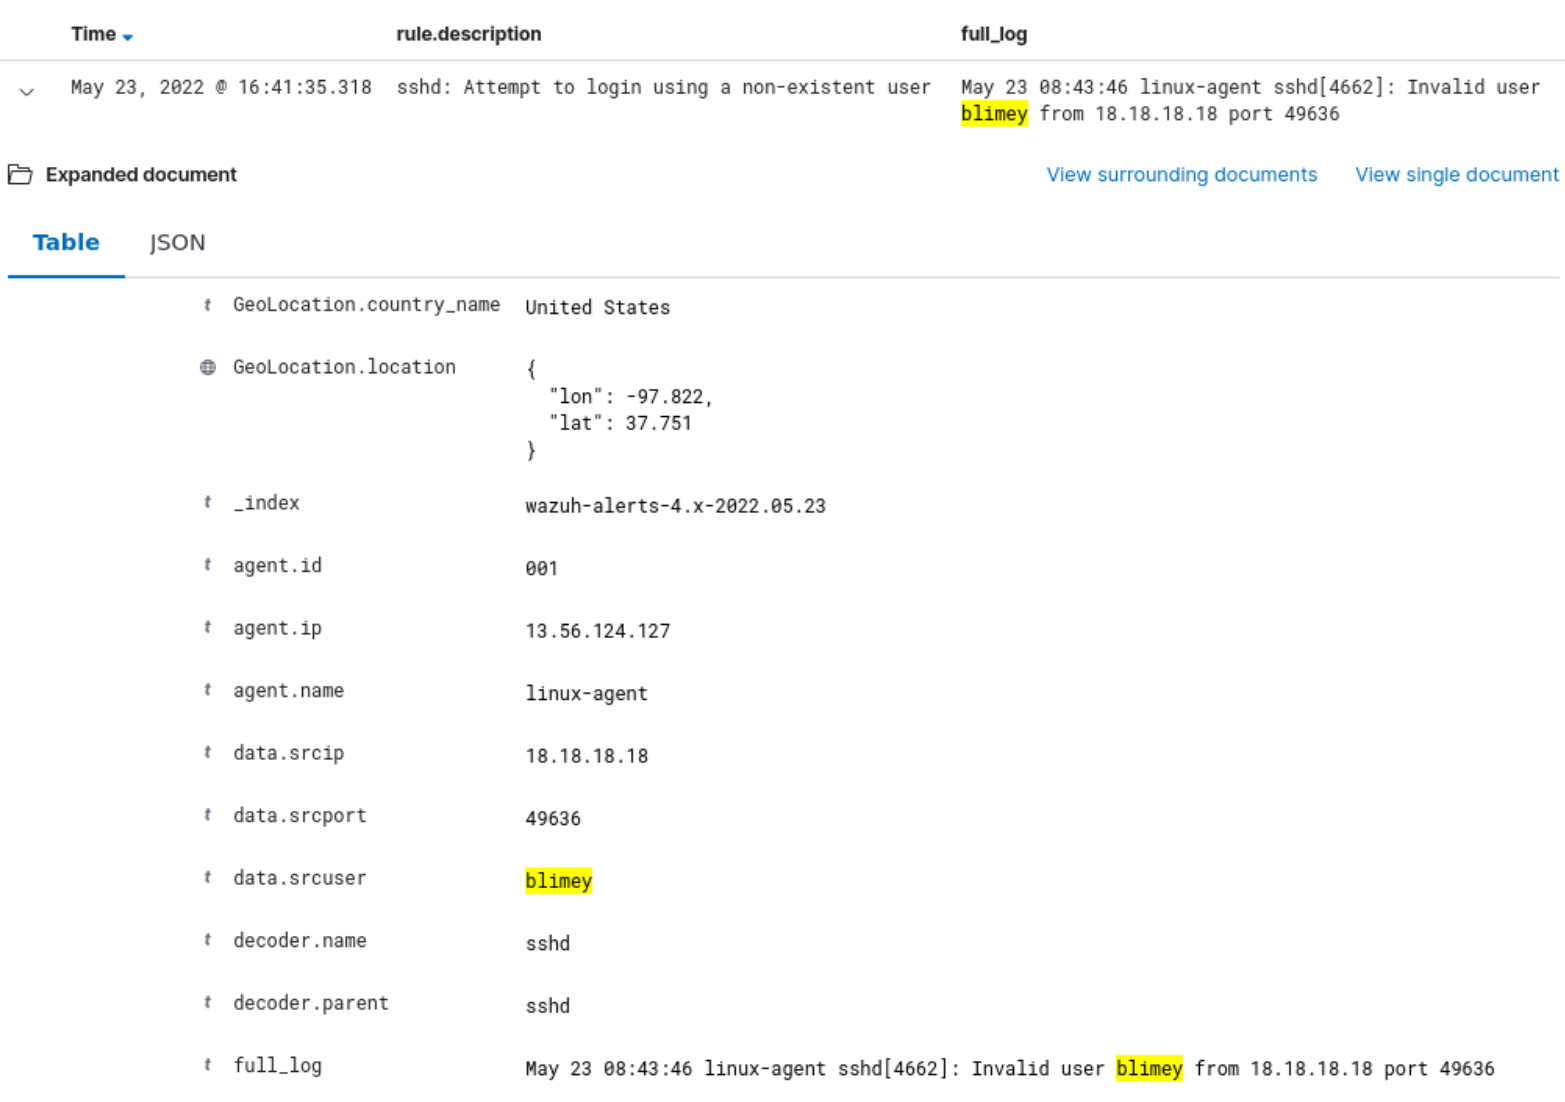 Time rule.description full_log
May 23, 2022 @ 16:41:35.318 sshd: Attempt to login using a non-existent user May 23 08:43:46 linux-agent sshd[4662]: Invalid user
blimey from 18.18.18.18 port 49636
Expanded document View surrounding documents View single document
Table JSON
t GeoLocation.country_name United States
GeoLocation.location {
"lon": -97.822,
"lat": 37.751
}
t _index wazuh-alerts-4.x-2022.05.23
t agent.id 001
t agent.ip 13.56.124.127
t agent.name linux-agent
t data.srcip 18.18.18.18
t data.srcport 49636
t data.srcuser blimey
t decoder.name sshd
t decoder.parent sshd
t full_log May 23 08:43:46 linux-agent sshd[4662]: Invalid user blimey from 18.18.18.18 port 49636